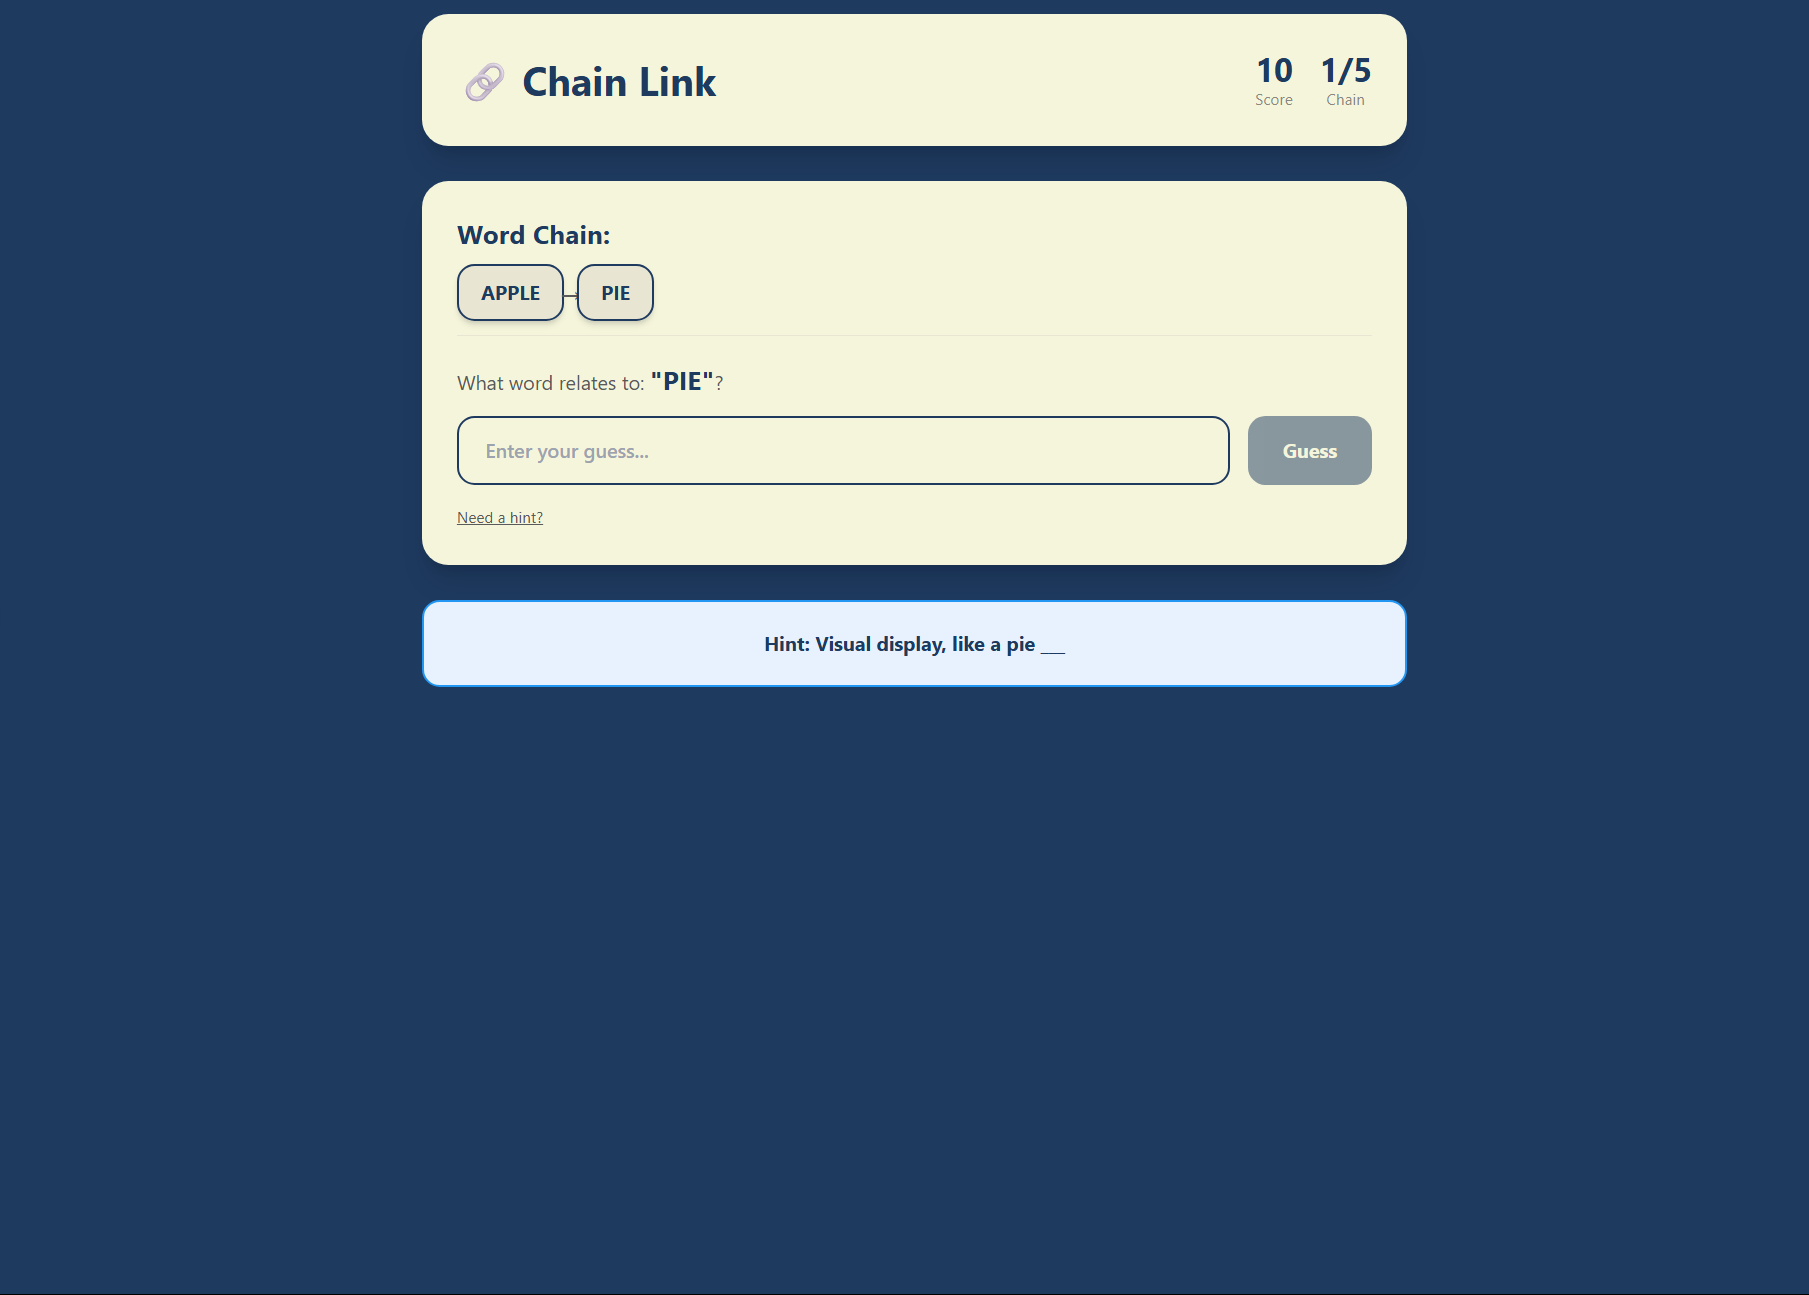 Chain Link
10
Score
1/5
Chain
Word Chain:
APPLE → PIE
What word relates to: "PIE"?
Enter your guess...
Guess
Need a hint?
Hint: Visual display, like a pie ___